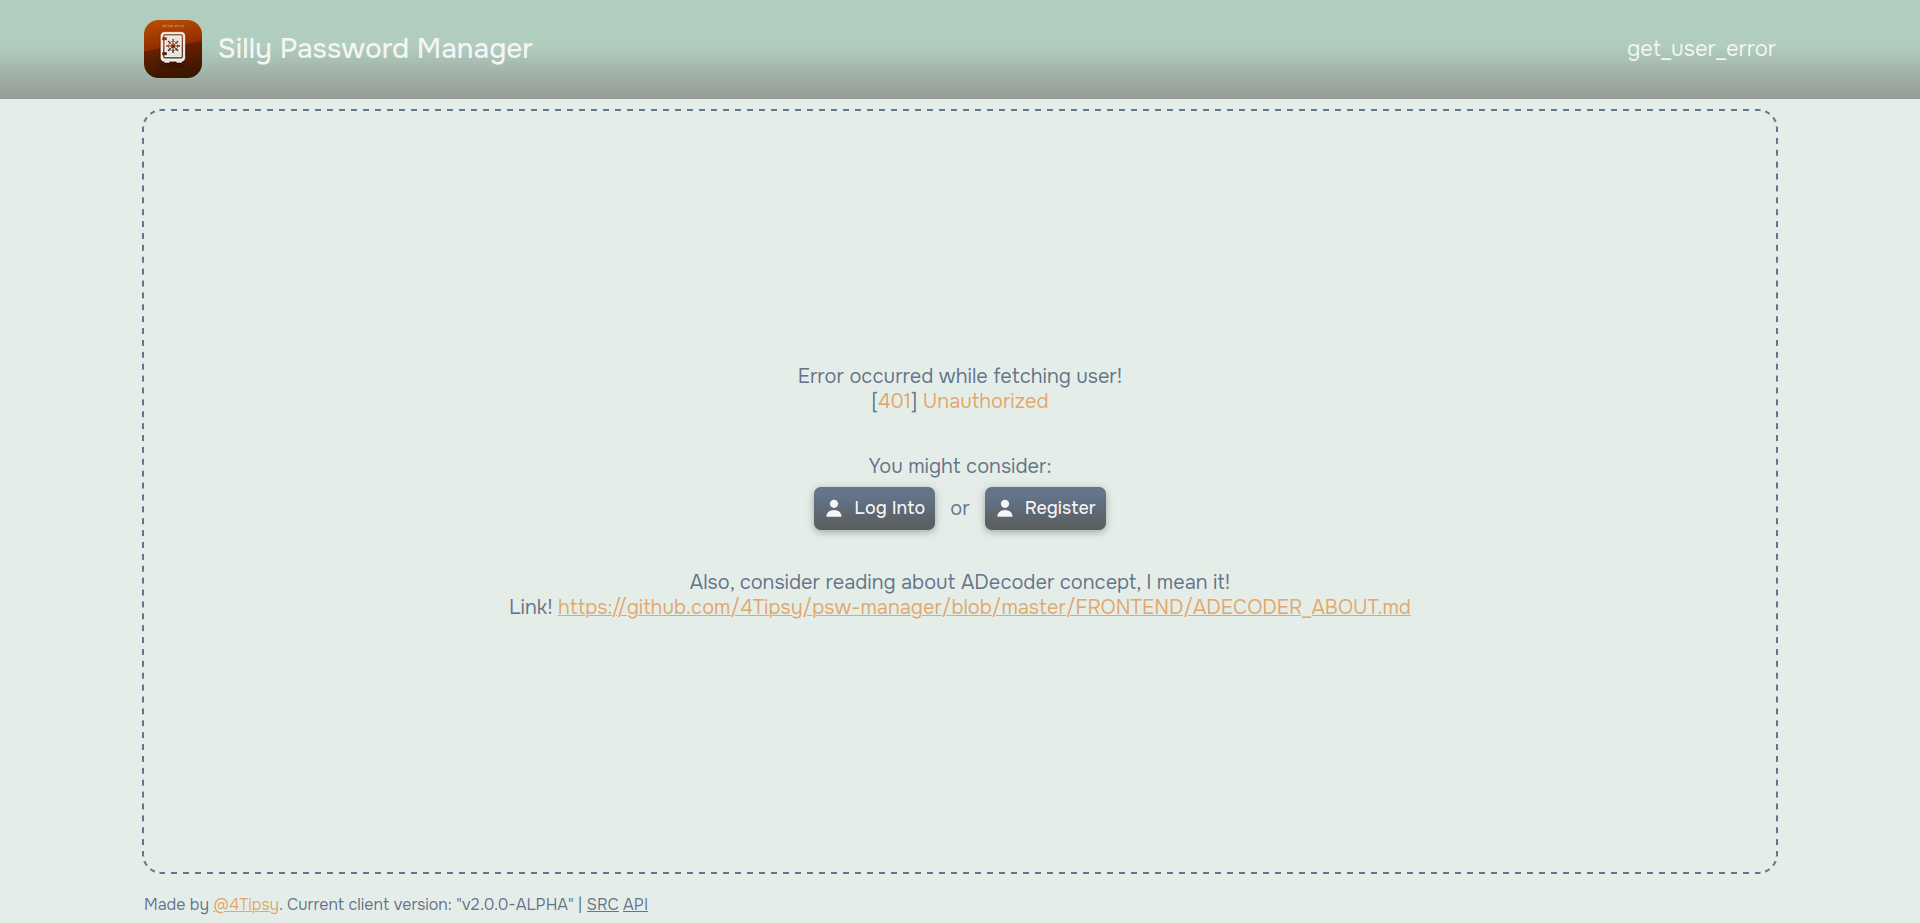 Silly Password Manager
get_user_error
Error occurred while fetching user!
[401] Unauthorized
You might consider:
Log Into or Register
Also, consider reading about ADecoder concept, I mean it!
Link! https://github.com/4Tipsy/psw-manager/blob/master/FRONTEND/ADECODER_ABOUT.md
Made by @4Tipsy. Current client version: "v2.0.0-ALPHA" | SRC API